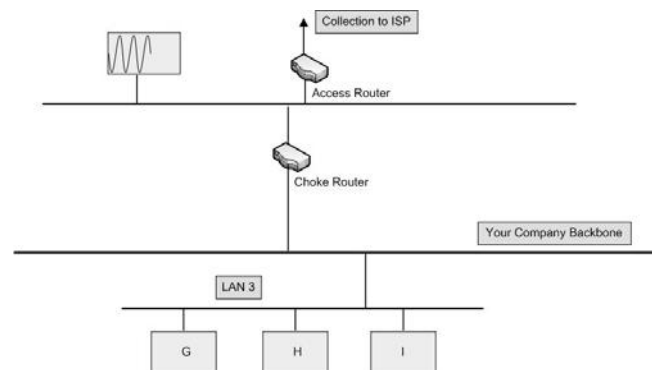 Collection to ISP
Access Router
Choke Router
Your Company Backbone
LAN 3
G
H
I